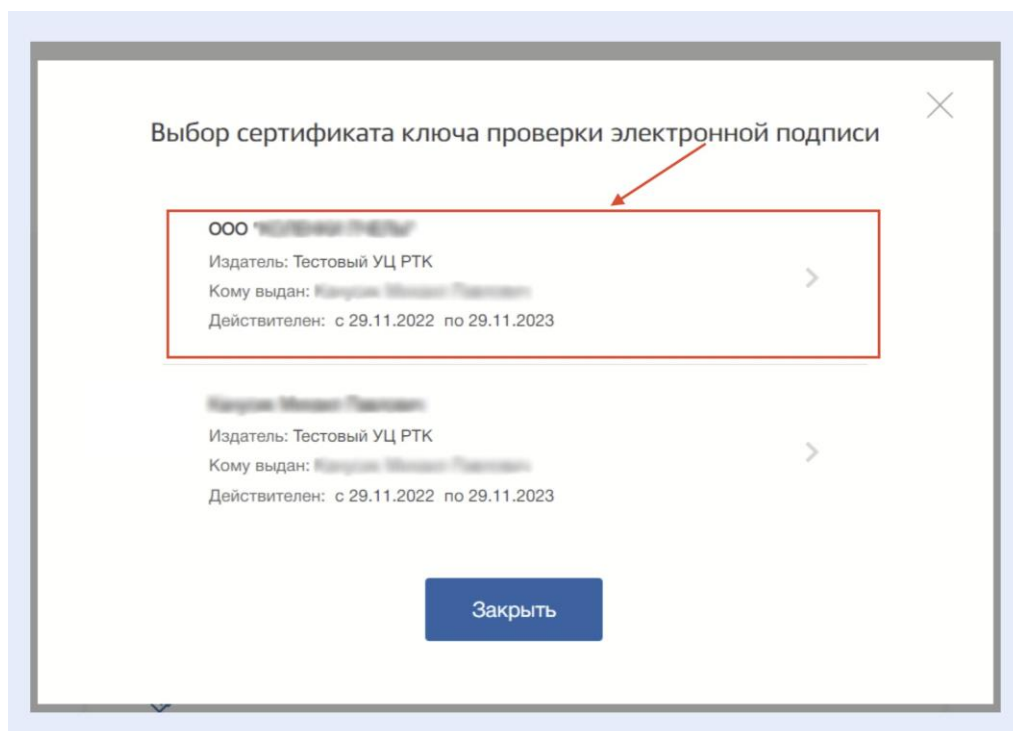 Выбор сертификата ключа проверки электронной подписи
ООО "
Издатель: Тестовый УЦ РТК
Кому выдан:
Действителен: с 29.11.2022 по 29.11.2023
Издатель: Тестовый УЦ РТК
Кому выдан:
Действителен: с 29.11.2022 по 29.11.2023
Закрыть